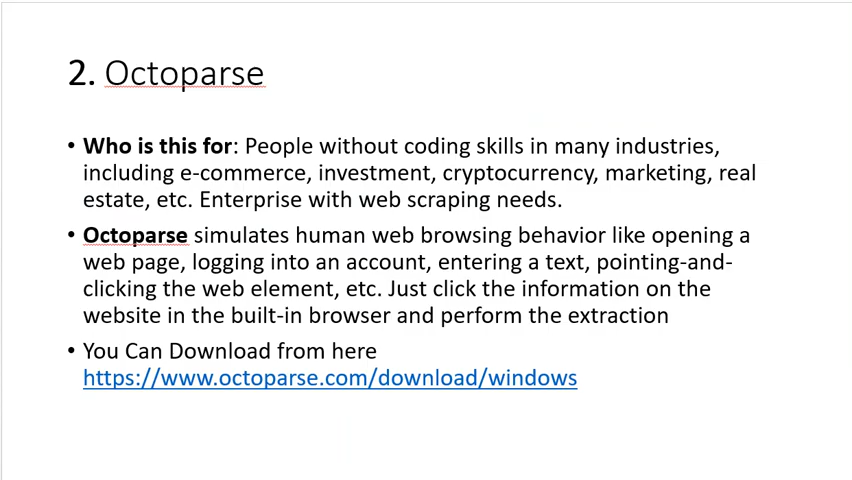 2. Octoparse
• Who is this for: People without coding skills in many industries,
including e-commerce, investment, cryptocurrency, marketing, real
estate, etc. Enterprise with web scraping needs.
• Octoparse simulates human web browsing behavior like opening a
web page, logging into an account, entering a text, pointing-and-
clicking the web element, etc. Just click the information on the
website in the built-in browser and perform the extraction
• You Can Download from here
https://www.octoparse.com/download/windows